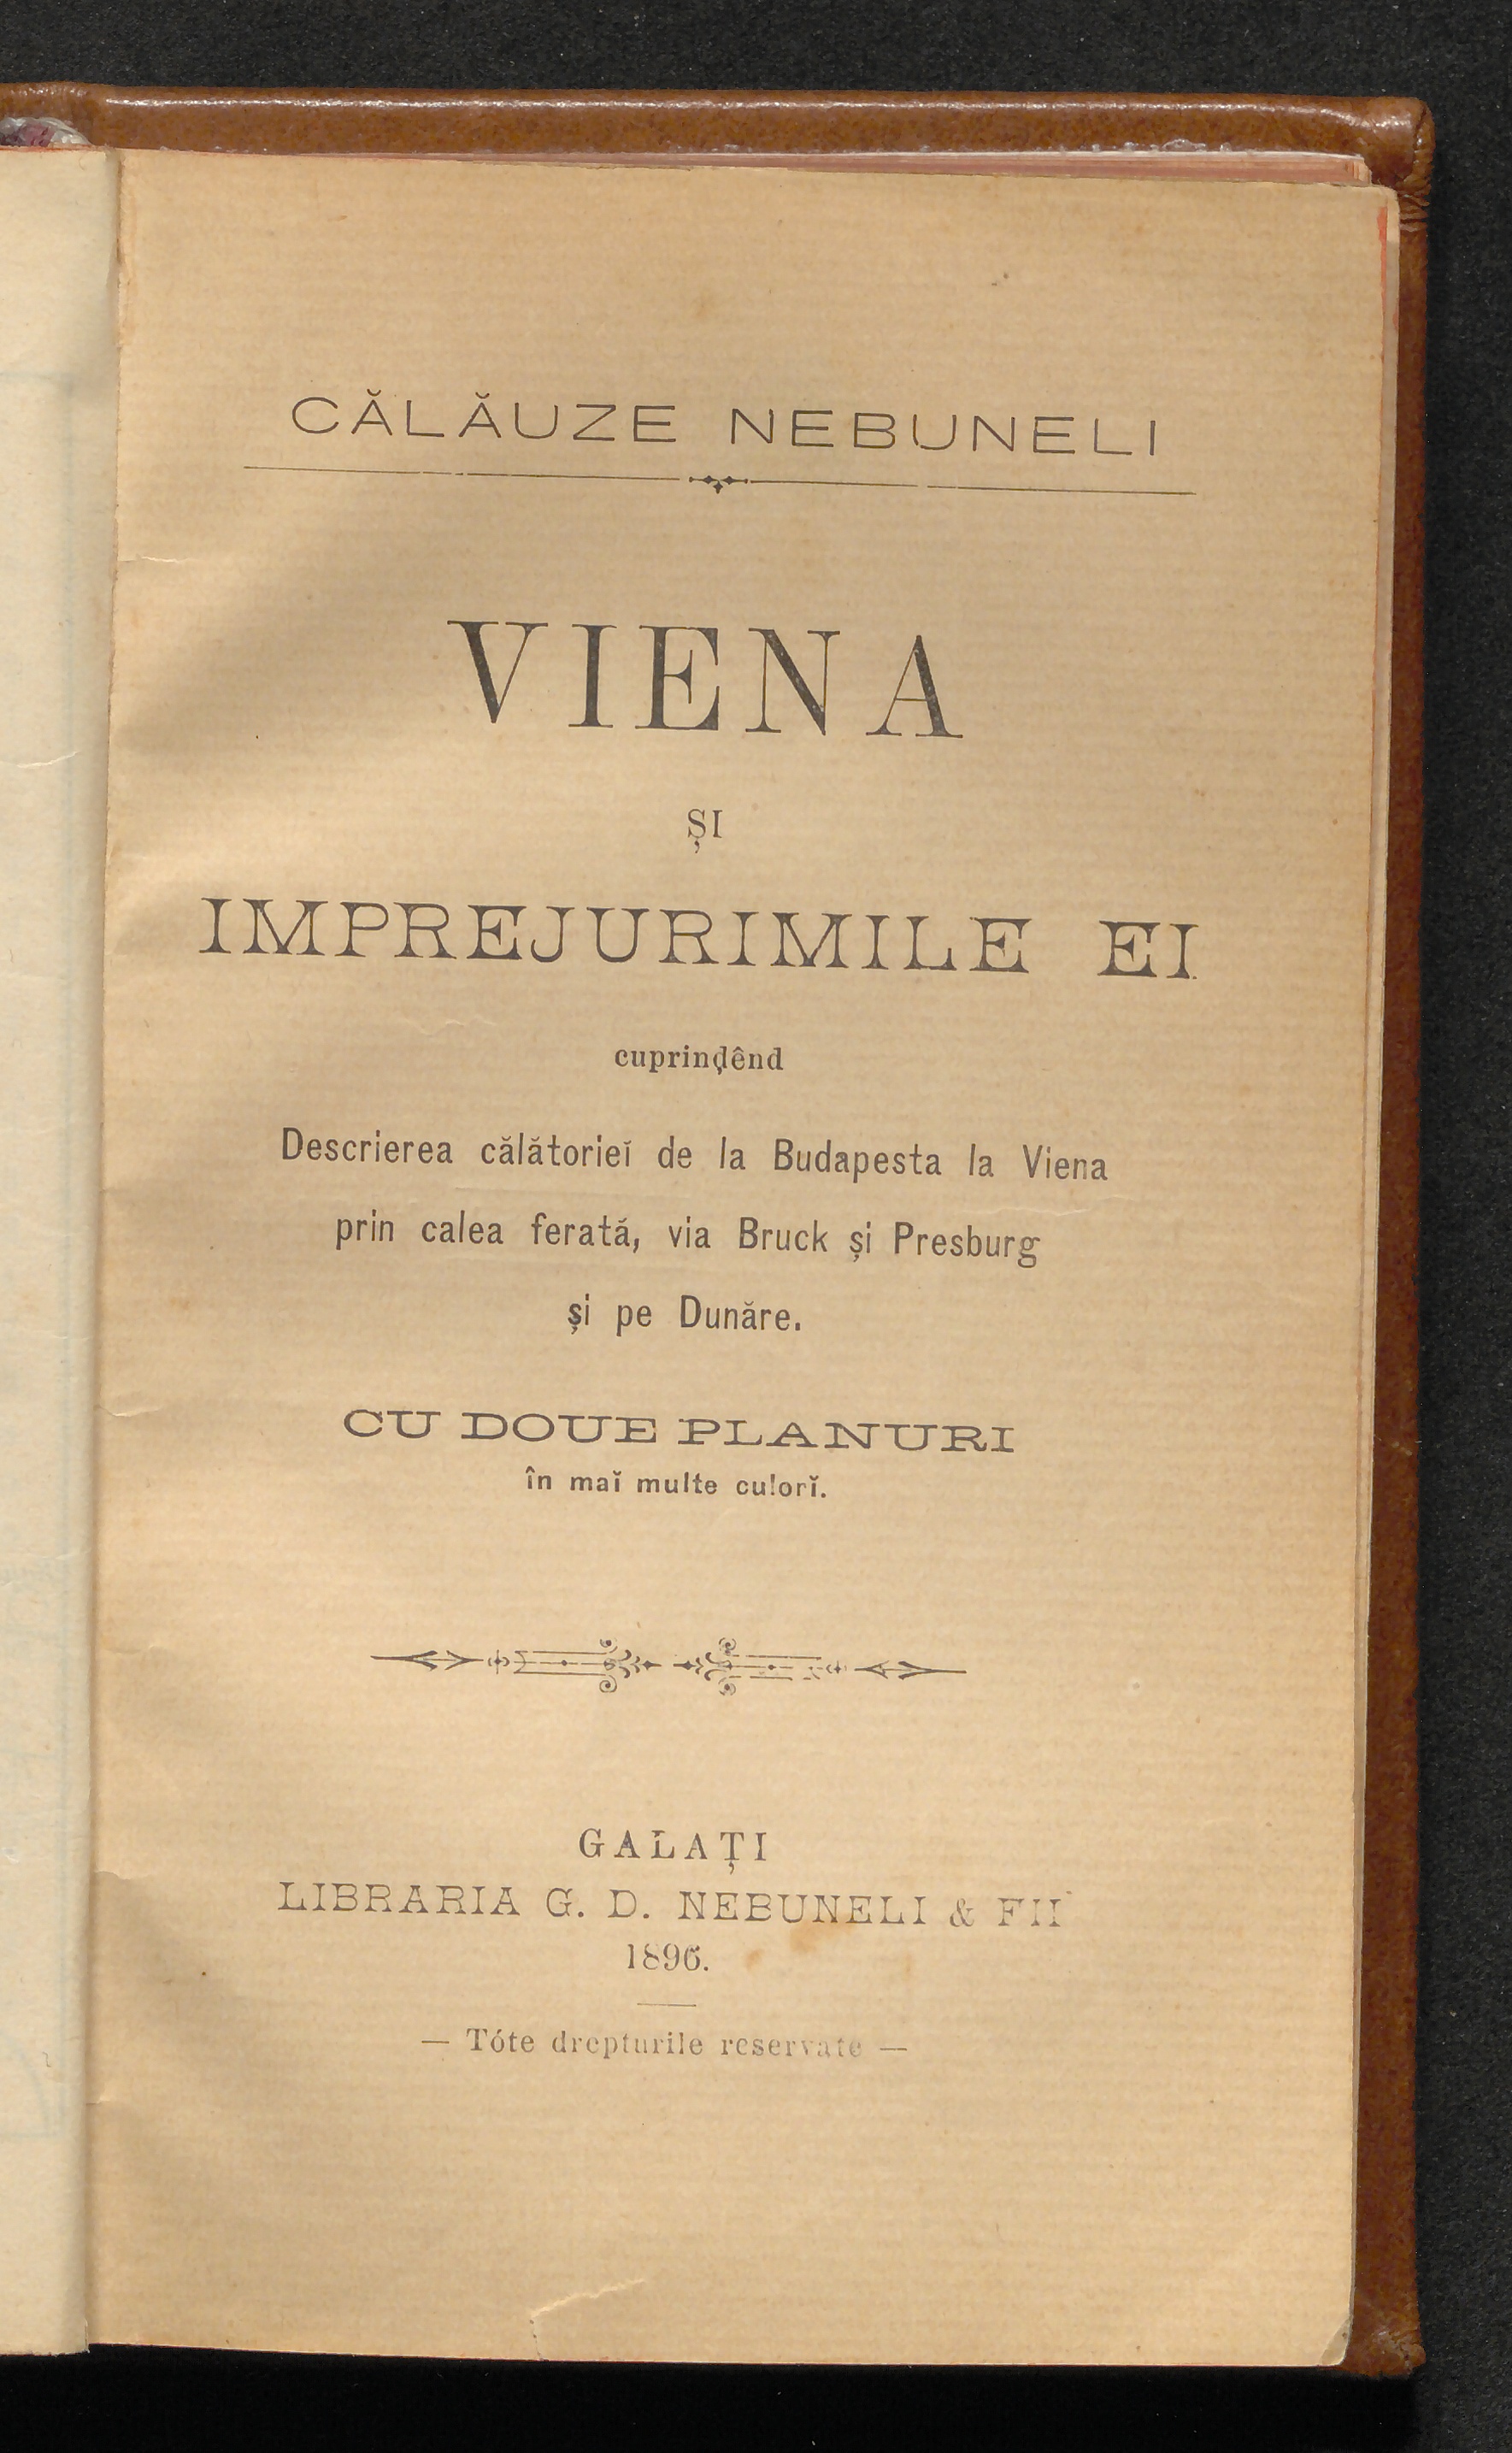 CĂLĂUZE NEBUNELI
VIENA
ȘI
IMPREJURIMILE EI
cuprinḑênd
Descrierea călătorieĭ de la Budapesta la Viena
prin calea ferată, via Bruck și Presburg
și pe Dunăre.
CU DOUE PLANURI
în maĭ multe culorĭ.
GALAȚI
LIBRARIA G. D. NEBUNELI & FII
1896.
— Tóte drepturile reservate —